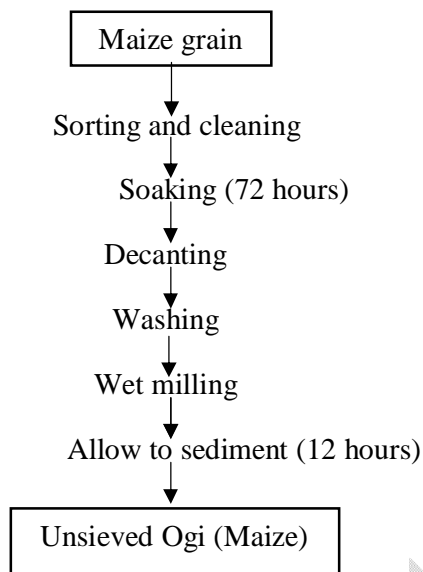 Maize grain
Sorting and cleaning
Soaking (72 hours)
Decanting
Washing
Wet milling
Allow to sediment (12 hours)
Unsieved Ogi (Maize)